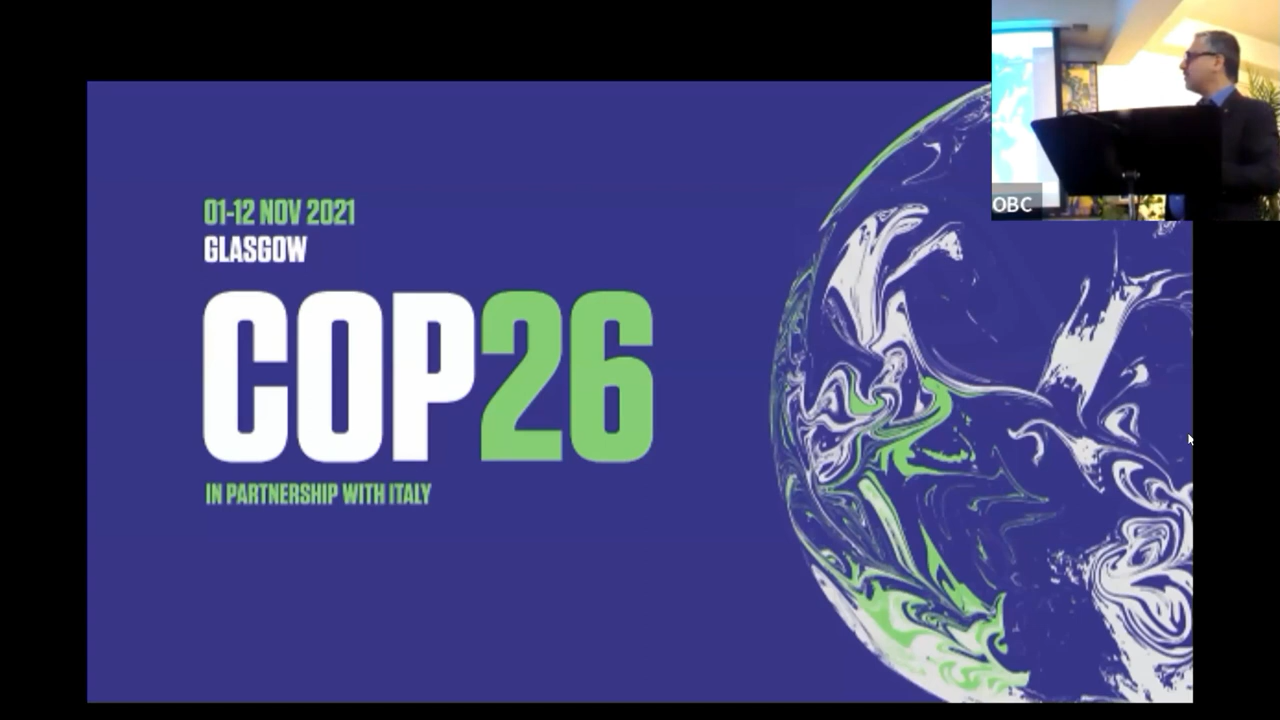 01-12 NOV 2021
GLASGOW
COP26
IN PARTNERSHIP WITH ITALY
OBC